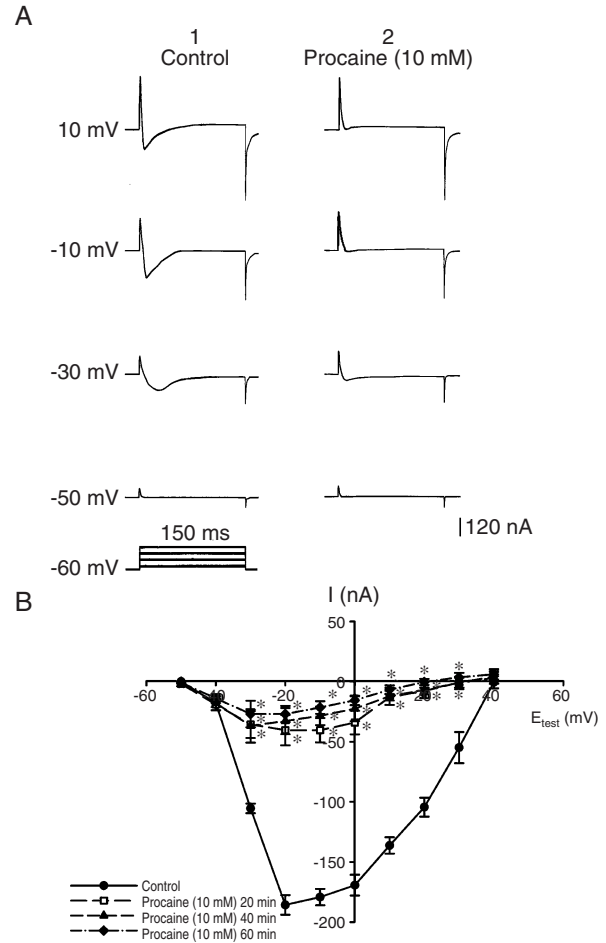 A
1
Control
2
Procaine (10 mM)
10 mV
-10 mV
-30 mV
-50 mV
120 nA
150 ms
-60 mV
B
I (nA)
50
0
-60
-40
-20
20
40
60
E test (mV)
-50
-100
-150
-200
* * * * * * * * * * * * * * * * * * * *
Control
Procaine (10 mM) 20 min
Procaine (10 mM) 40 min
Procaine (10 mM) 60 min